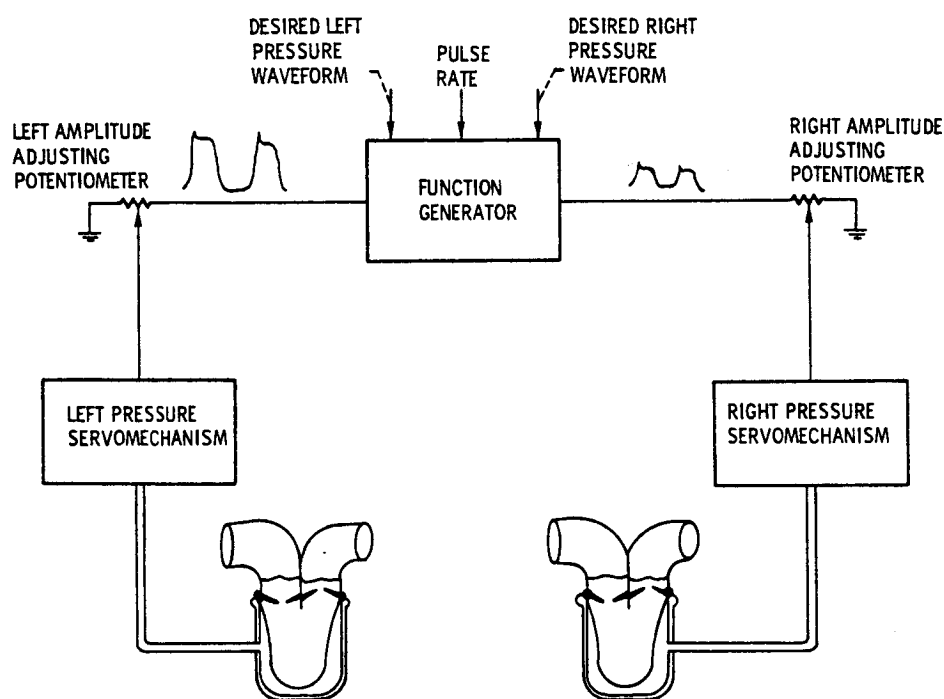 DESIRED LEFT
PRESSURE
WAVEFORM
PULSE
RATE
DESIRED RIGHT
PRESSURE
WAVEFORM
LEFT AMPLITUDE
ADJUSTING
POTENTIOMETER
FUNCTION
GENERATOR
RIGHT AMPLITUDE
ADJUSTING
POTENTIOMETER
LEFT PRESSURE
SERVOMECHANISM
RIGHT PRESSURE
SERVOMECHANISM